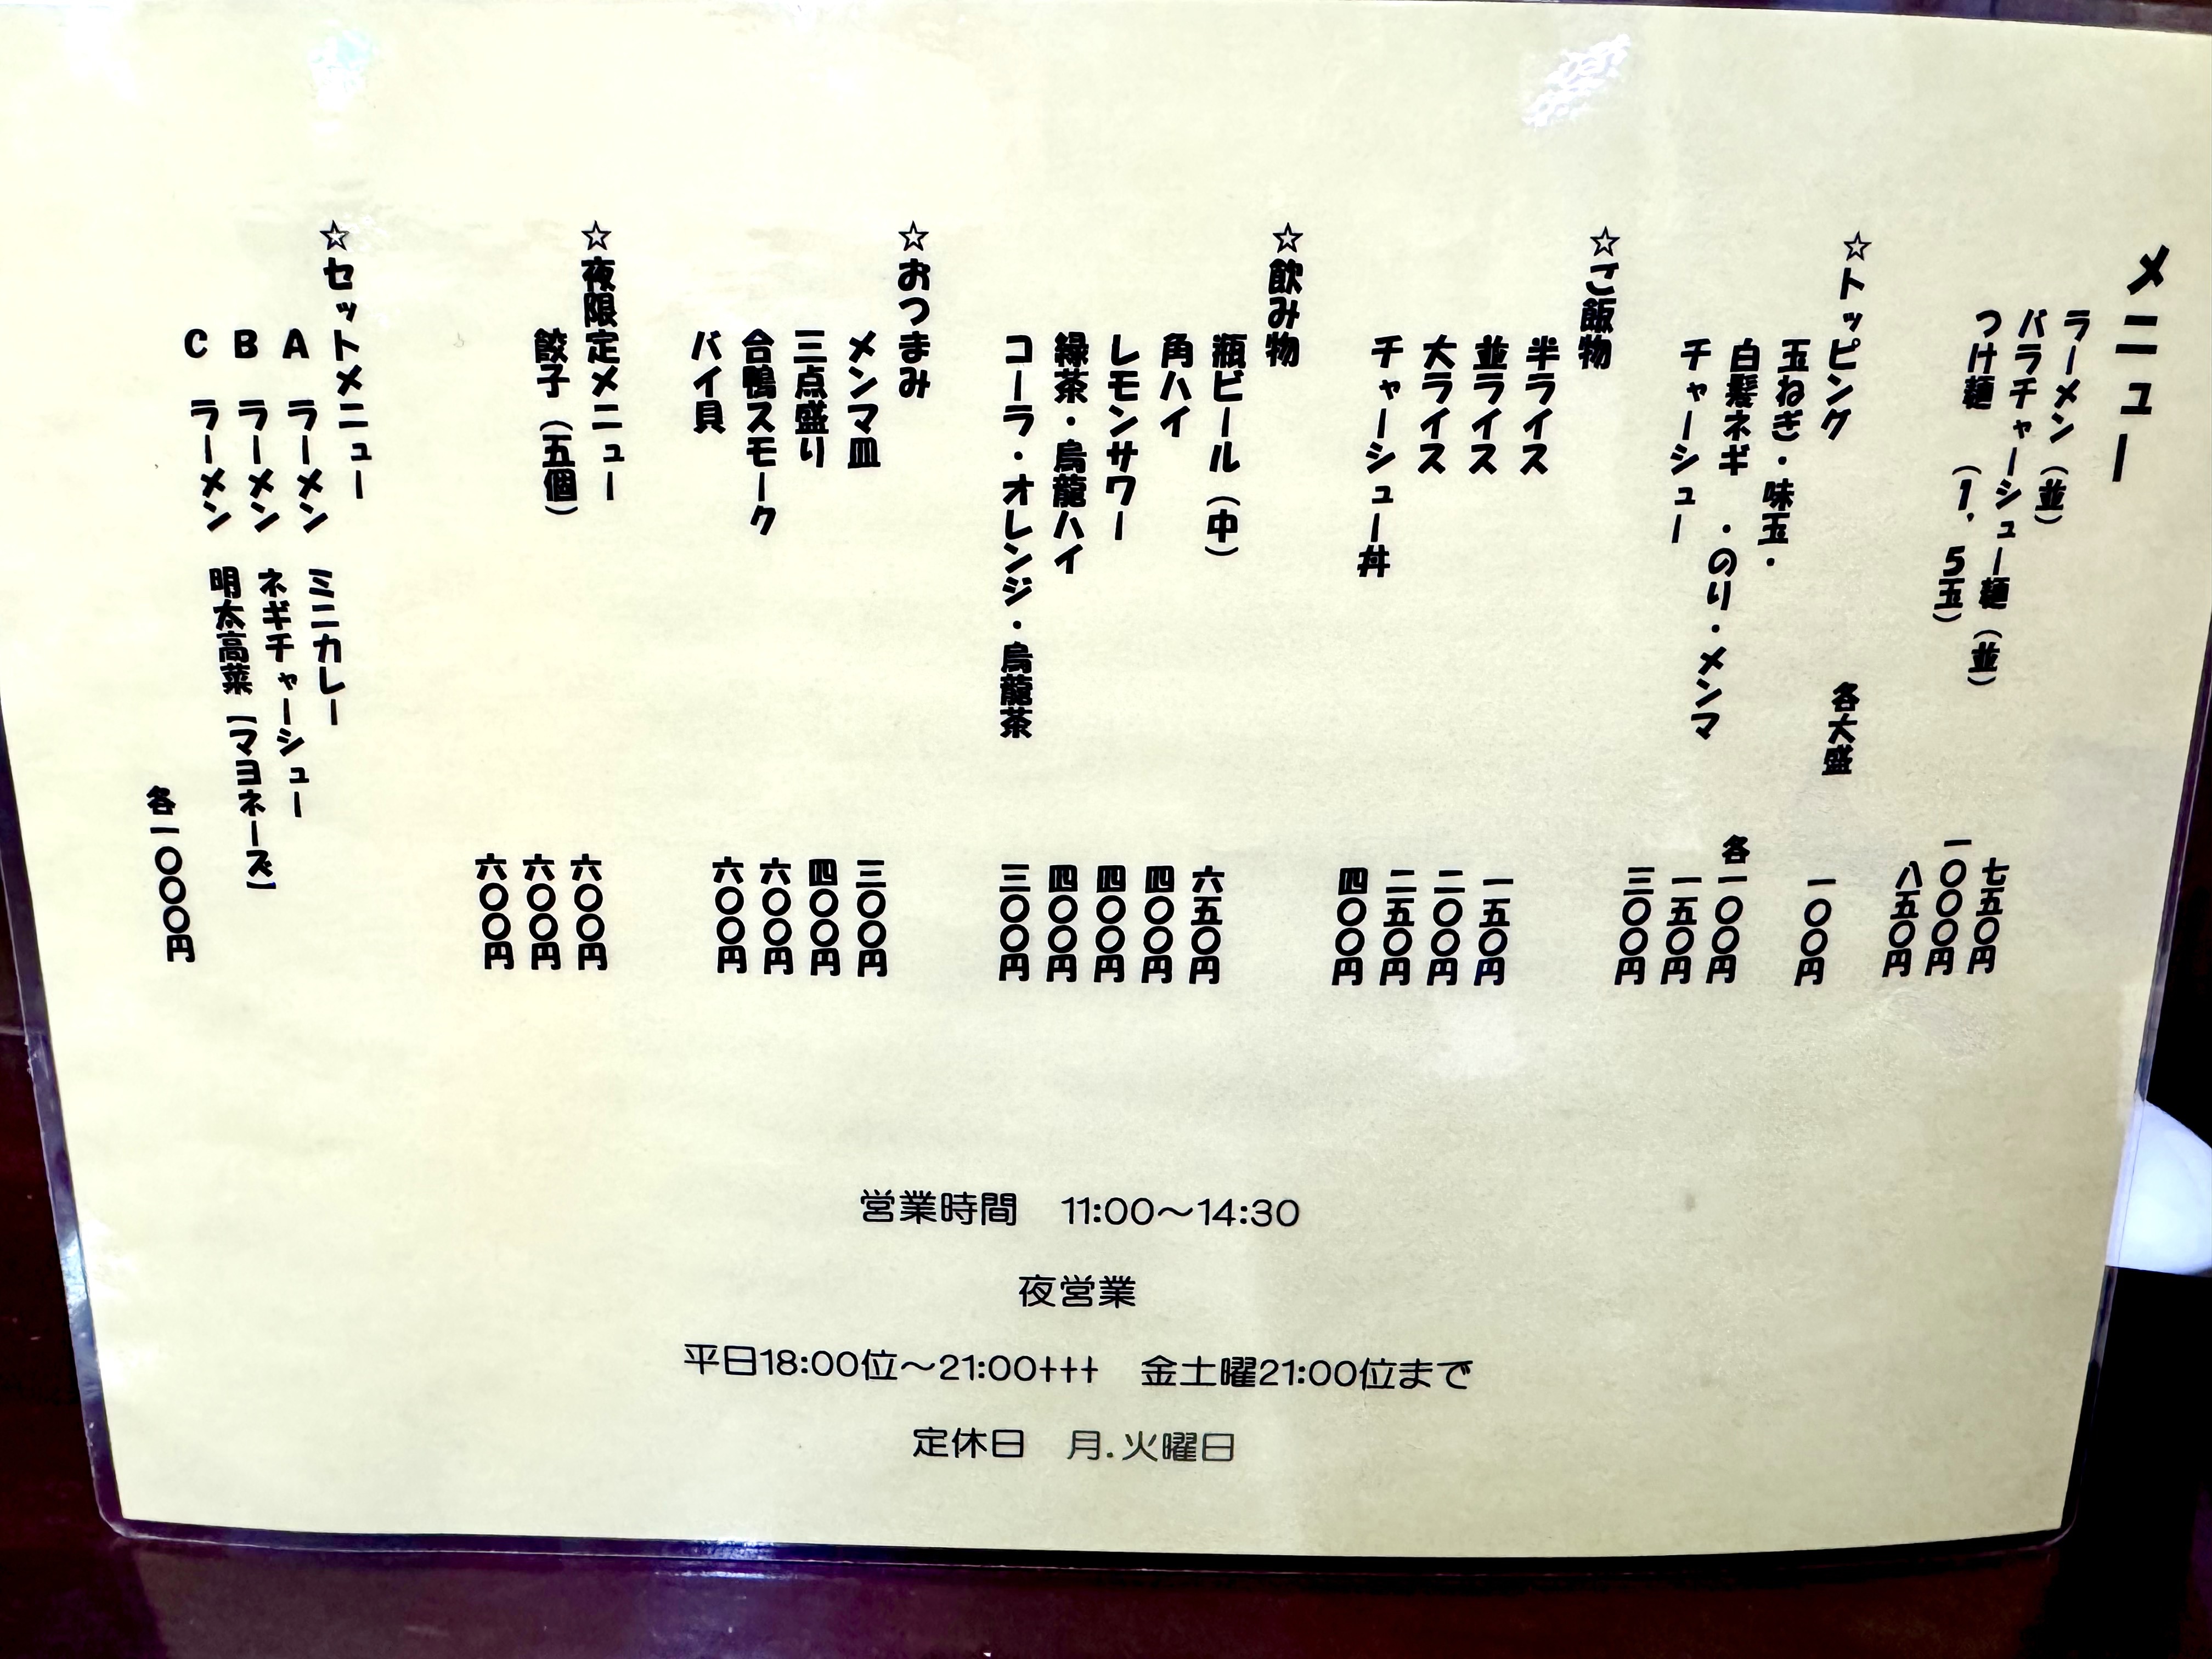 メニュー
ラーメン（並）　七五〇円
バラチャーシュー麺（並）　一〇〇〇円
つけ麺　（1．5玉）　八五〇円
各大盛　一〇〇円
☆トッピング
玉ねぎ・味玉・
白髪ネギ　・のり・メンマ　各一〇〇円
一五〇円
チャーシュー　三〇〇円
☆ご飯物
半ライス　一五〇円
並ライス　二〇〇円
大ライス　二五〇円
チャーシュー丼　四〇〇円
☆飲み物
瓶ビール（中）　六五〇円
角ハイ　四〇〇円
レモンサワー　四〇〇円
緑茶・烏龍ハイ　四〇〇円
コーラ・オレンジ・烏龍茶　三〇〇円
☆おつまみ
メンマ皿　三〇〇円
三点盛り　四〇〇円
合鴨スモーク　六〇〇円
バイ貝　六〇〇円
☆夜限定メニュー
六〇〇円
餃子（五個）　六〇〇円
六〇〇円
☆セットメニュー
A　ラーメン　ミニカレー
B　ラーメン　ネギチャーシュー
C　ラーメン　明太高菜【マヨネーズ】
各一〇〇〇円
営業時間　11:00～14:30
夜営業
平日18:00位～21:00†††　金土曜21:00位まで
定休日　月.火曜日